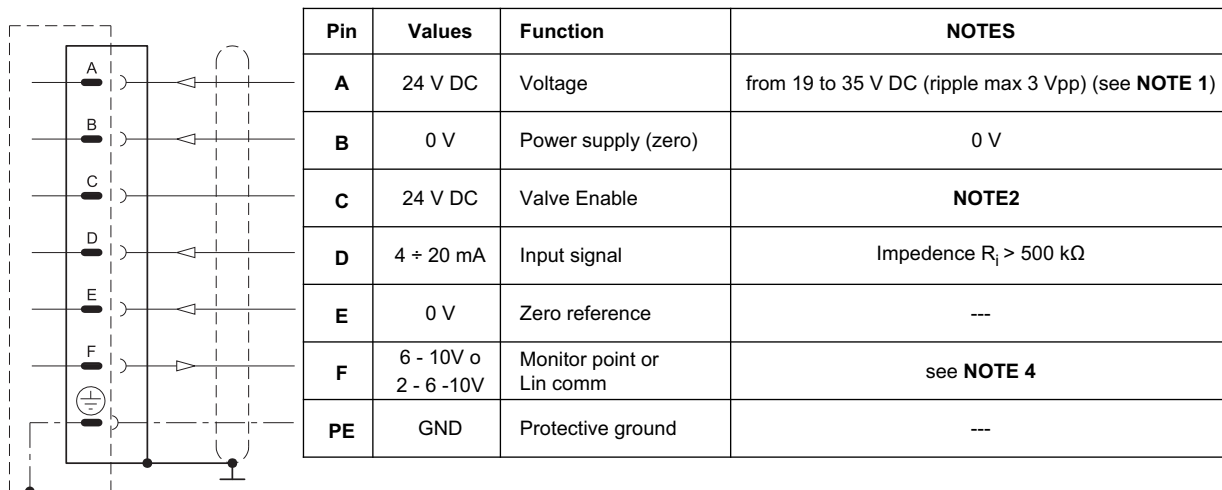 Pin Values Function NOTES
A A 24 V DC Voltage from 19 to 35 V DC (ripple max 3 Vpp) (see NOTE 1)
B B 0 V Power supply (zero) 0 V
C C 24 V DC Valve Enable NOTE2
D D 4 ÷ 20 mA Input signal Impedence Ri > 500 kΩ
E E 0 V Zero reference ---
F F 6 - 10V o Monitor point or see NOTE 4
2 - 6 -10V Lin comm
PE GND Protective ground ---